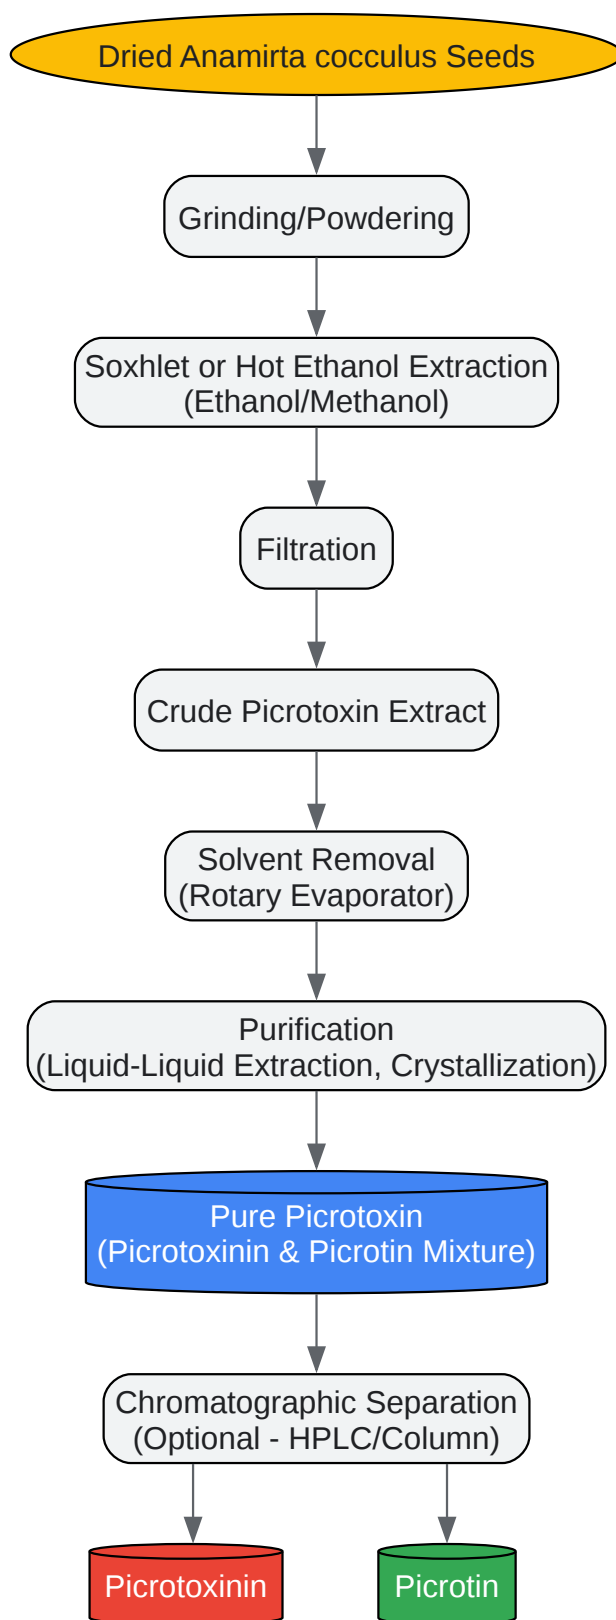 Dried Anamirta cocculus Seeds
Grinding/Powdering
Soxhlet or Hot Ethanol Extraction
(Ethanol/Methanol)
Filtration
Crude Picrotoxin Extract
Solvent Removal
(Rotary Evaporator)
Purification
(Liquid-Liquid Extraction, Crystallization)
Pure Picrotoxin
(Picrotoxinin & Picrotin Mixture)
Chromatographic Separation
(Optional - HPLC/Column)
Picrotoxinin
Picrotin